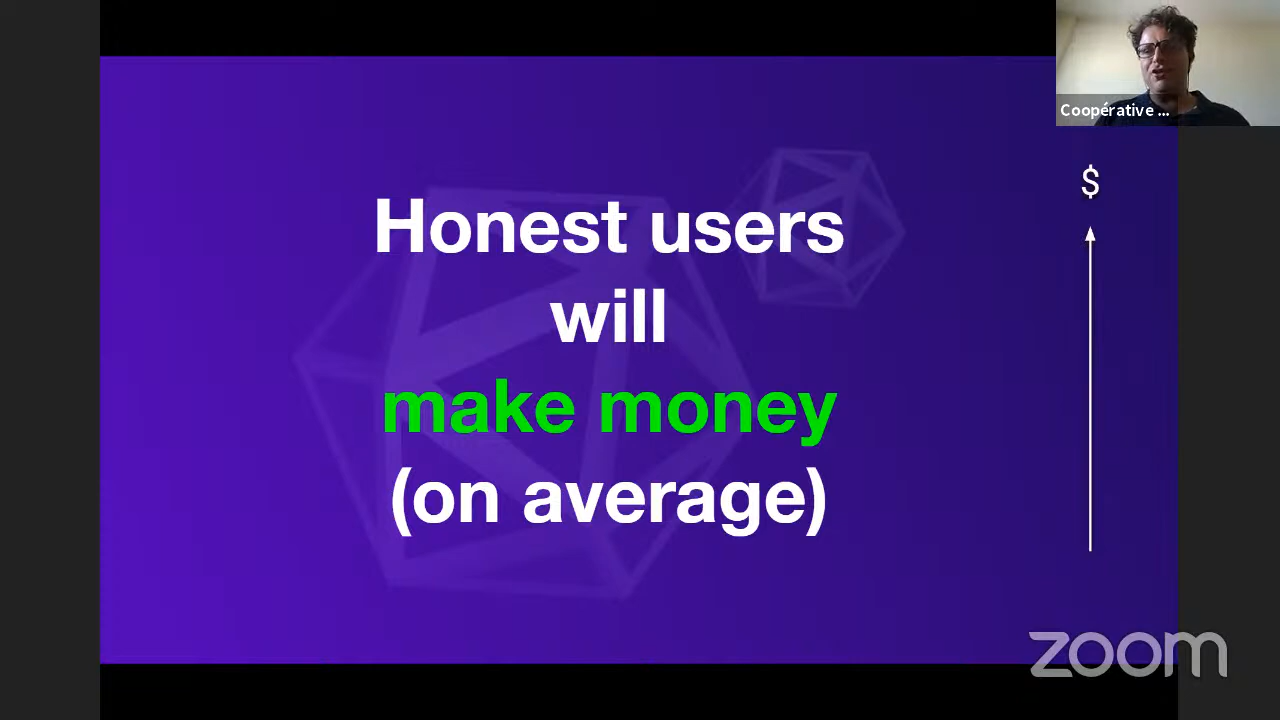 Coopérative ...
$
Honest users
will
make money
(on average)
zoom